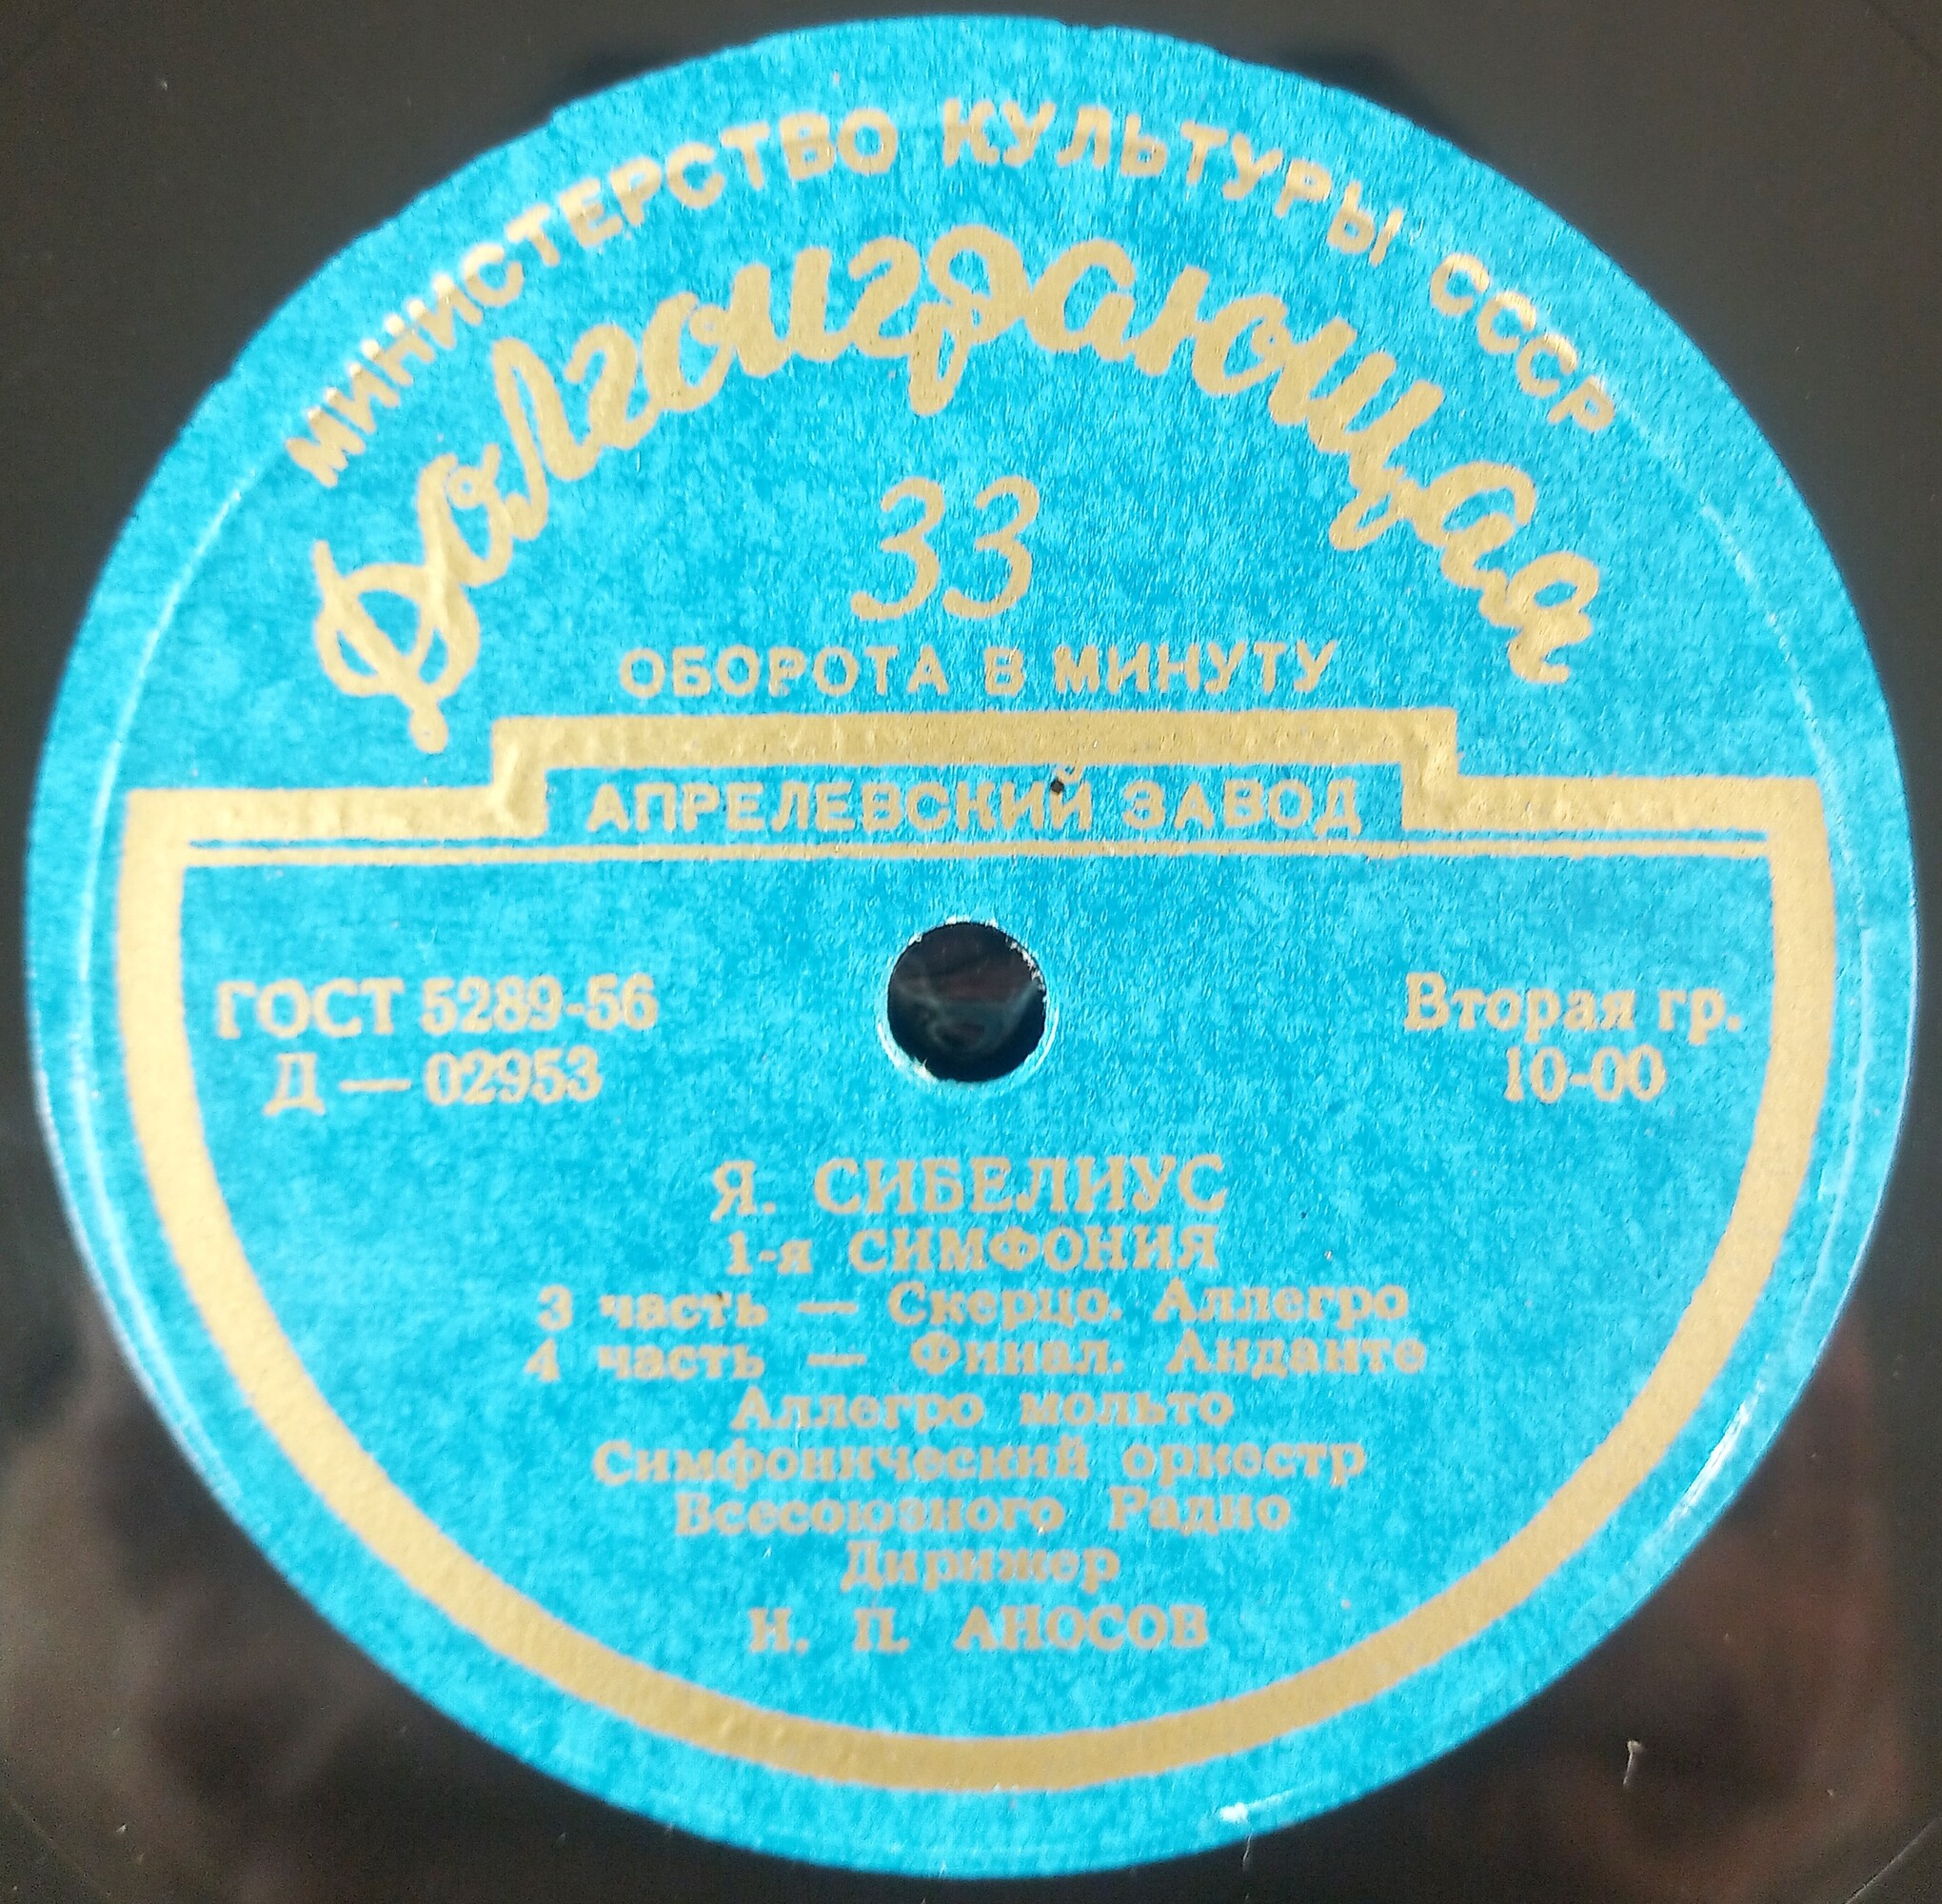 МИНИСТЕРСТВО КУЛЬТУРЫ СССР
Долгоиграющая
33
ОБОРОТА В МИНУТУ
АПРЕЛЕВСКИЙ ЗАВОД
ГОСТ 5289-56
Д — 02953
Вторая гр.
10-00
Я. СИБЕЛИУС
1-я СИМФОНИЯ
3 часть — Скерцо. Аллегро
4 часть — Финал. Анданте
Аллегро мольто
Симфонический оркестр
Всесоюзного Радио
Дирижер
Н. П. АНОСОВ